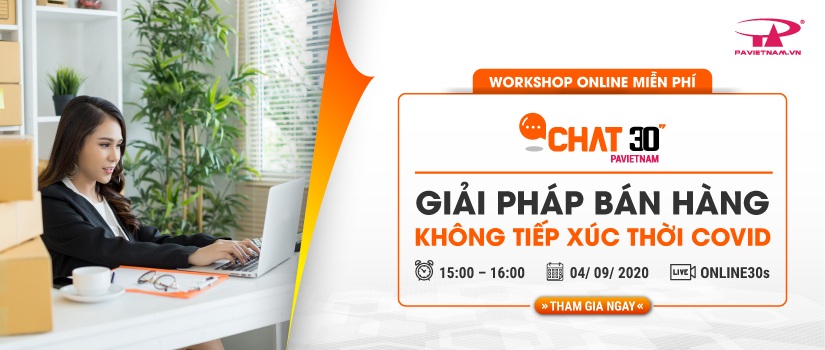 PAVIETNAM.VN
WORKSHOP ONLINE MIỄN PHÍ
CHAT 30"
PAVIETNAM
GIẢI PHÁP BÁN HÀNG
KHÔNG TIẾP XÚC THỜI COVID
15:00 – 16:00 04/ 09/ 2020 LIVE ONLINE30s
» THAM GIA NGAY «